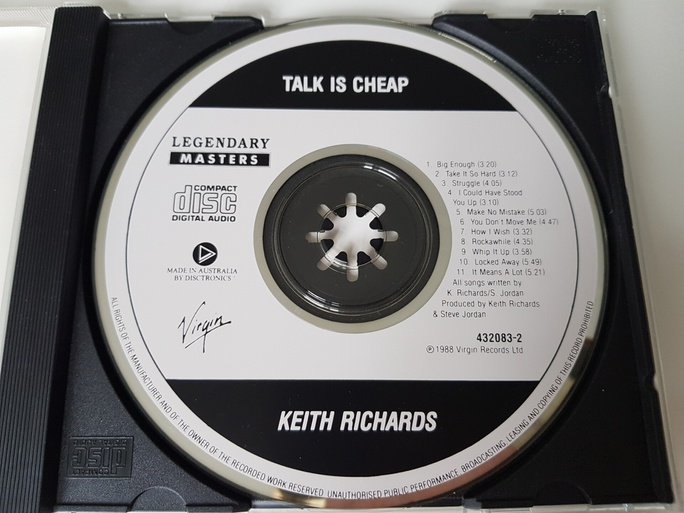 TALK IS CHEAP
LEGENDARY
MASTERS
COMPACT
disc
DIGITAL AUDIO
MADE IN AUSTRALIA
BY DISCTRONICS
Virgin
1. Big Enough (3:20)
2. Take It So Hard (3:12)
3 Struggle (4:05)
4 I Could Have Stood
You Up (3:10)
5 Make No Mistake (5:03)
6 You Don't Move Me (4:47)
7 How I Wish (3:32)
8 Rockawhile (4:35)
9 Whip It Up (3:58)
10 Locked Away (5:49)
11 It Means A Lot (5:21)
All songs written by
K. Richards/S. Jordan
Produced by Keith Richards
& Steve Jordan
432083-2
℗1988 Virgin Records Ltd
KEITH RICHARDS
ALL RIGHTS OF THE MANUFACTURER AND OF THE OWNER OF THE RECORDED WORK RESERVED. UNAUTHORISED PUBLIC PERFORMANCE, BROADCASTING, LEASING AND COPYING OF THIS RECORD PROHIBITED